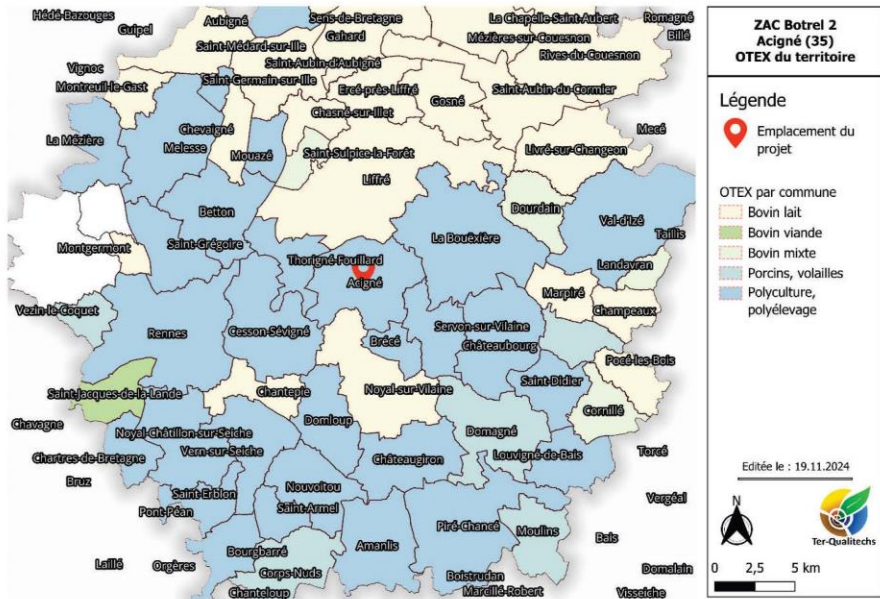 Hédé-Bazouges
Aubigné
Sens-de-Bretagne
La Chapelle-Saint-Aubert
Romagné
Guipel
Gahard
Mézières-sur-Couesnon
Billé
Saint-Médard-sur-Ille
Rives-du-Couesnon
Vignoc
Saint-Aubin-d'Aubigné
Saint-Germain-sur-Ille
Montreuil-le-Gast
Ercé-près-Liffré
Saint-Aubin-du-Cormier
Gosné
Chasné-sur-Illet
La Mézière
Chevaigné
Mecé
Melesse
Mouazé
Saint-Sulpice-la-Forêt
Livré-sur-Changeon
Liffré
Betton
Dourdain
Val-d'Izé
Montgermont
Saint-Grégoire
La Bouëxière
Taillis
Thorigné-Fouillard
Landavran
Acigné
Marpiré
Vezin-le-Coquet
Champeaux
Rennes
Cesson-Sévigné
Servon-sur-Vilaine
Brécé
Châteaubourg
Pocé-les-Bois
Saint-Jacques-de-la-Lande
Chantepie
Noyal-sur-Vilaine
Saint-Didier
Cornillé
Chavagne
Domloup
Noyal-Châtillon-sur-Seiche
Domagné
Vern-sur-Seiche
Torcé
Chartres-de-Bretagne
Châteaugiron
Louvigné-de-Bais
Bruz
Nouvoitou
Saint-Erblon
Vergéal
Pont-Péan
Saint-Armel
Piré-Chancé
Moulins
Bais
Laillé
Bourgbarré
Amanlis
Orgères
Corps-Nuds
Boistrudan
Domalain
Chanteloup
Marcillé-Robert
Visseiche
ZAC Botrel 2
Acigné (35)
OTEX du territoire
Légende
Emplacement du
projet
OTEX par commune
Bovin lait
Bovin viande
Bovin mixte
Porcins, volailles
Polyculture,
polyélevage
Editée le : 19.11.2024
N
Ter-Qualitechs
0 2,5 5 km